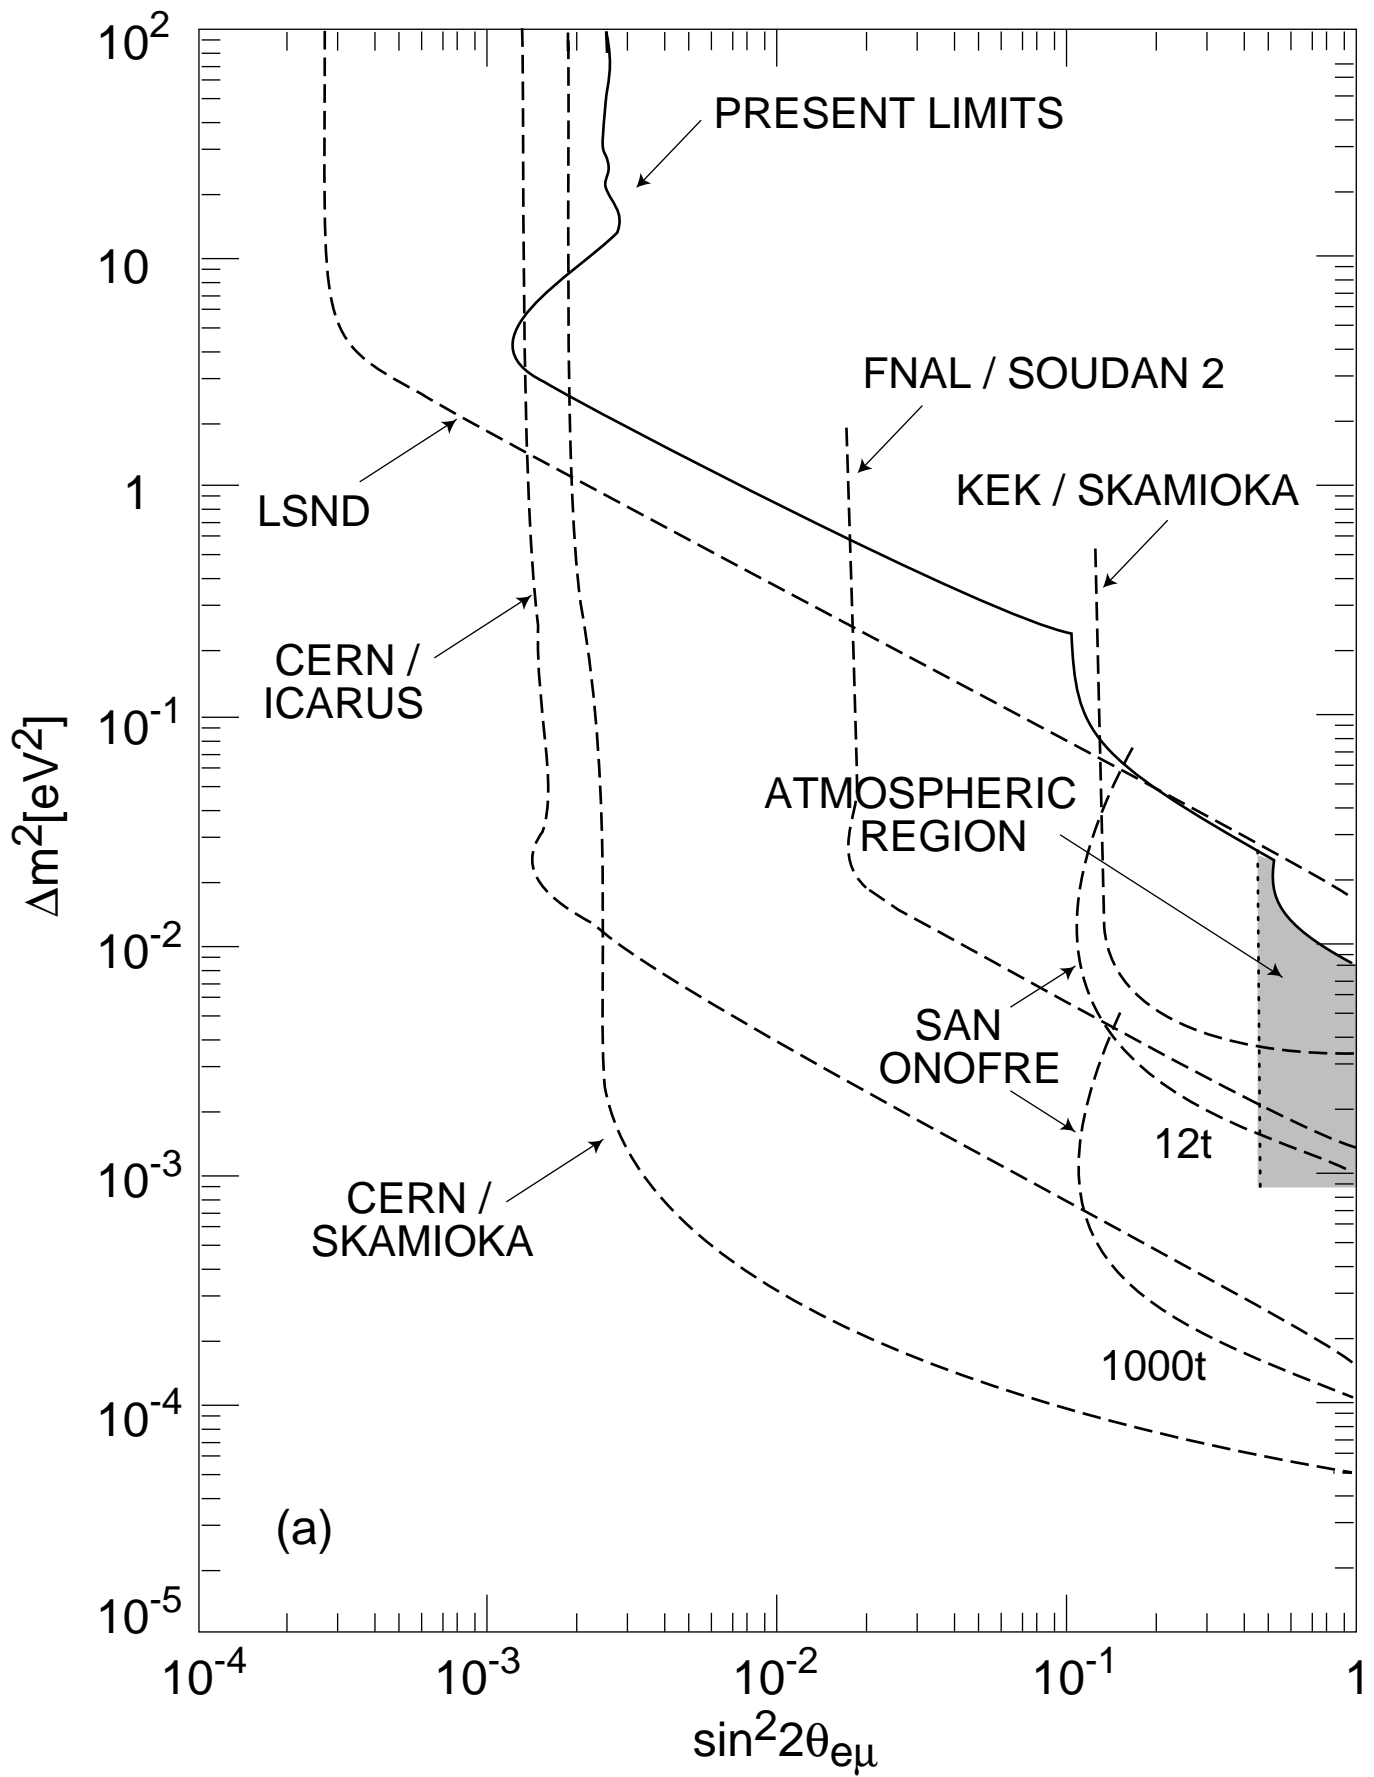 10^2
PRESENT LIMITS
10
FNAL / SOUDAN 2
KEK / SKAMIOKA
1
LSND
CERN /
ICARUS
10^-1
ATMOSPHERIC
REGION
Δm^2[eV^2]
10^-2
SAN
ONOFRE
12t
10^-3
CERN /
SKAMIOKA
1000t
10^-4
(a)
10^-5
10^-4 10^-3 10^-2 10^-1 1
sin^2 2θ_eμ